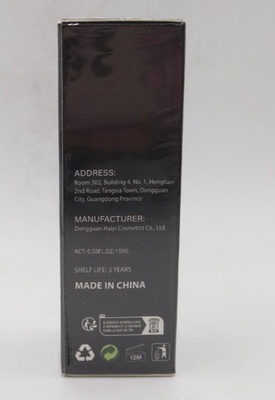 ADDRESS:
Room 302, Building 4, No. 1, Hengtian
2nd Road, Tangxia Town, Dongguan
City, Guangdong Province
MANUFACTURER:
Dongguan Haiyi Cosmetics Co., Ltd.
NET: 0.50FL.OZ/15ML
SHELF LIFE: 3 YEARS
MADE IN CHINA
12M